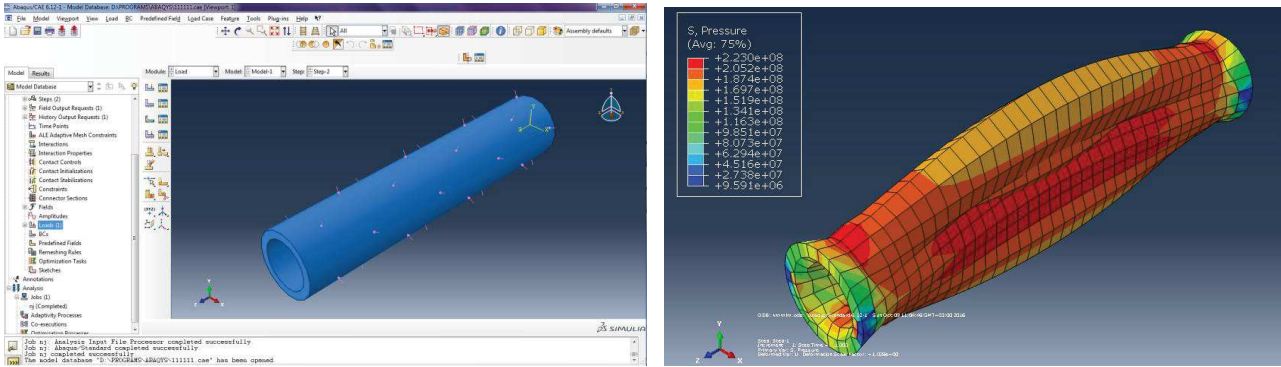 Abaqus/CAE 6.12-1 - Model Database: D:\PROGRAMS\ABAQYS\111111.cae [Viewport: 1]
File Model Viewport View Load BC Predefined Field Load Case Feature Tools Plug-ins Help
All
Assembly defaults
Model Results
Module: Load Model: Model-1 Step: Step-2
Model Database
Steps (2)
Field Output Requests (1)
History Output Requests (1)
Time Points
ALE Adaptive Mesh Constraints
Interactions
Interaction Properties
Contact Controls
Contact Initializations
Contact Stabilizations
Constraints
Connector Sections
Fields
Amplitudes
Loads (1)
BCs
Predefined Fields
Remeshing Rules
Optimization Tasks
Sketches
Annotations
Analysis
Jobs (1)
nj (Completed)
Adaptivity Processes
Co-executions
Optimization Processes
SIMULIA
Job nj: Analysis Input File Processor completed successfully
Job nj: Abaqus/Standard completed successfully
Job nj completed successfully
The model database "D:\PROGRAMS\ABAQYS\111111.cae" has been opened
S, Pressure
(Avg: 75%)
+2.230e+08
+2.052e+08
+1.874e+08
+1.697e+08
+1.519e+08
+1.341e+08
+1.163e+08
+9.851e+07
+8.073e+07
+6.294e+07
+4.516e+07
+2.738e+07
+9.591e+06
Step: Step-1
Primary Var: S, Pressure
Y
Z X